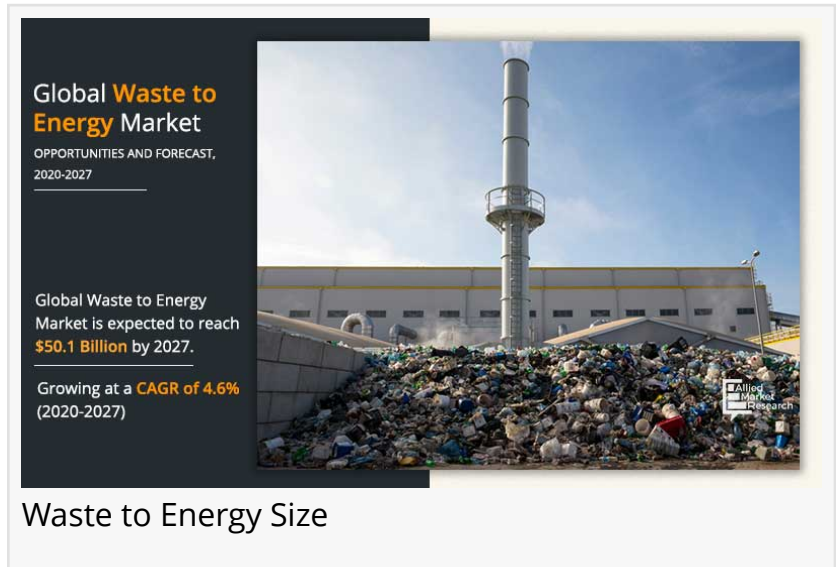 Global Waste to
Energy Market
OPPORTUNITIES AND FORECAST,
2020-2027
Global Waste to Energy
Market is expected to reach
$50.1 Billion by 2027.
Growing at a CAGR of 4.6%
(2020-2027)
Allied
Market
Research
Waste to Energy Size